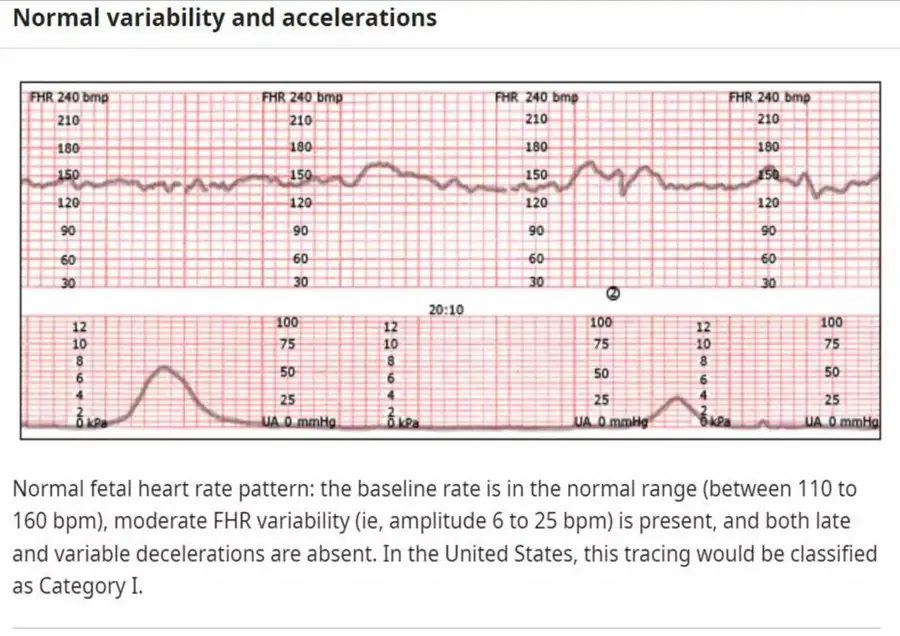 Normal variability and accelerations
FHR 240 bmp FHR 240 bmp FHR 240 bmp FHR 240 bmp
210 210 210 210
180 180 180 180
150 150 150 150
120 120 120 120
90 90 90 90
60 60 60 60
30 30 30 30
②
20:10
12 100 12 100 12 100
10 75 10 75 10 75
8 50 8 50 8 50
6 6 6
4 25 4 25 4 25
2 2 2
0 kPa UA 0 mmHg 0 kPa UA 0 mmHg 0 kPa UA 0 mmHg
Normal fetal heart rate pattern: the baseline rate is in the normal range (between 110 to
160 bpm), moderate FHR variability (ie, amplitude 6 to 25 bpm) is present, and both late
and variable decelerations are absent. In the United States, this tracing would be classified
as Category I.